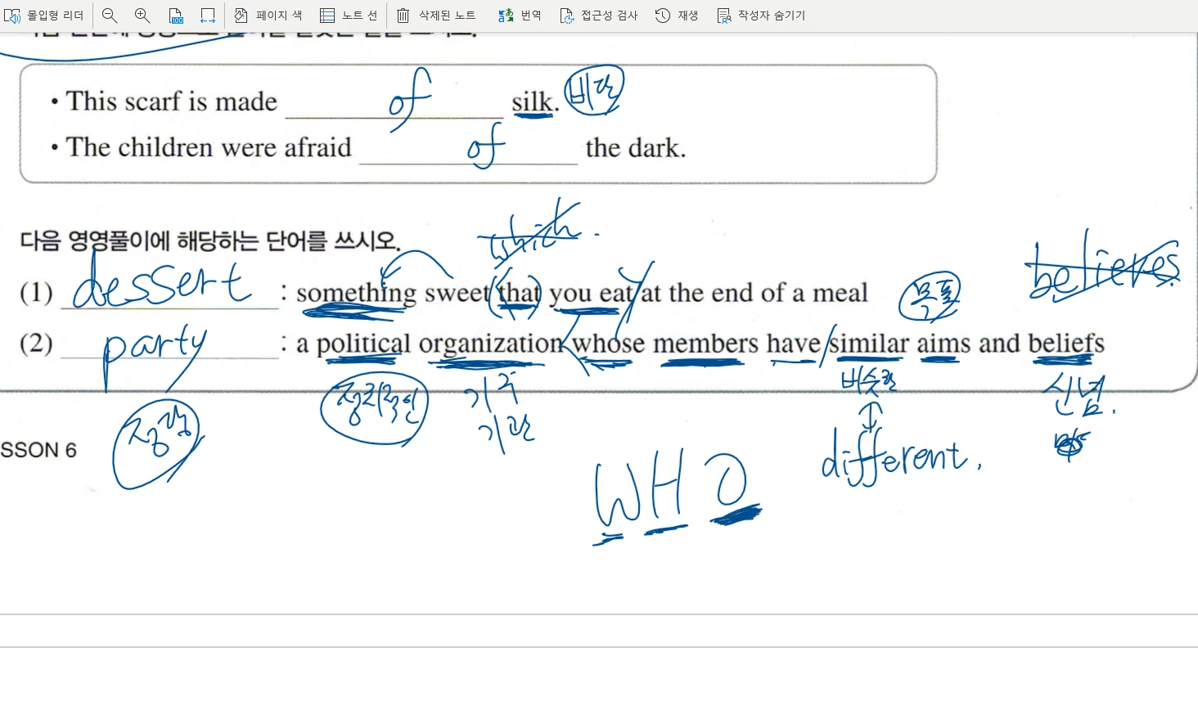 몰입형 리더 페이지 색 노트 선 삭제된 노트 번역 접근성 검사 재생 작성자 숨기기
• This scarf is made of silk. 비단
• The children were afraid of the dark.
which.
다음 영영풀이에 해당하는 단어를 쓰시오.
believes
(1) dessert : something sweet (that) you eat/at the end of a meal 목표
(2) party : a political organization whose members have/similar aims and beliefs
정당 정치적인 기구 비슷한 신념.
기관
SSON 6 different.
WHO